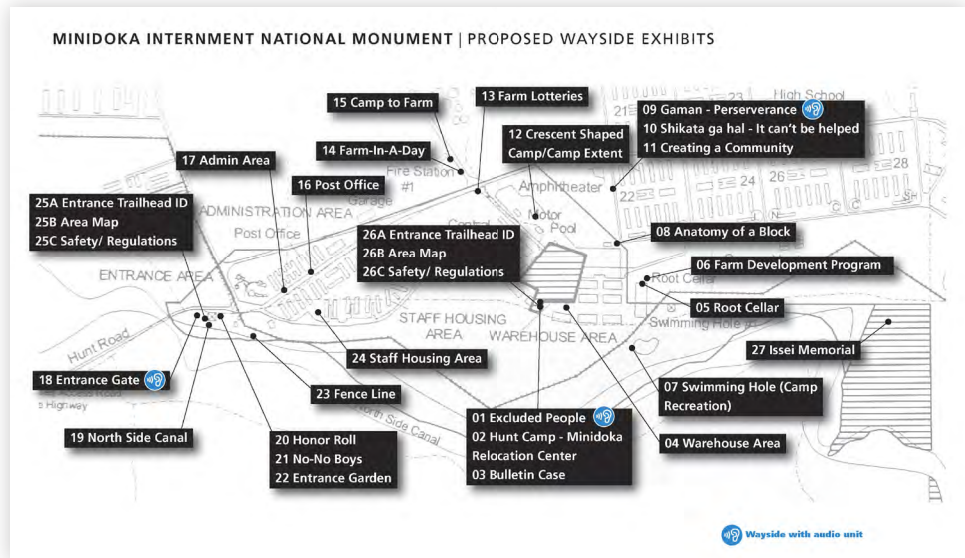 MINIDOKA INTERNMENT NATIONAL MONUMENT | PROPOSED WAYSIDE EXHIBITS
15 Camp to Farm
13 Farm Lotteries
High School
23
21
09 Gaman - Perserverance
10 Shikata ga hal - It can't be helped
11 Creating a Community
12 Crescent Shaped
Camp/Camp Extent
14 Farm-In-A-Day
17 Admin Area
Fire Station
#1
Garage
16 Post Office
Amphitheater
22
24
26
28
25A Entrance Trailhead ID
25B Area Map
25C Safety/ Regulations
ADMINISTRATION AREA
Post Office
Motor
Pool
26A Entrance Trailhead ID
26B Area Map
26C Safety/ Regulations
08 Anatomy of a Block
06 Farm Development Program
ENTRANCE AREA
Root Cellar
05 Root Cellar
STAFF HOUSING
AREA
WAREHOUSE AREA
Swimming Hole
Hunt Road
24 Staff Housing Area
27 Issei Memorial
18 Entrance Gate
Highway
23 Fence Line
07 Swimming Hole (Camp
Recreation)
North Side Canal
19 North Side Canal
20 Honor Roll
21 No-No Boys
22 Entrance Garden
01 Excluded People
02 Hunt Camp - Minidoka
Relocation Center
03 Bulletin Case
04 Warehouse Area
Wayside with audio unit